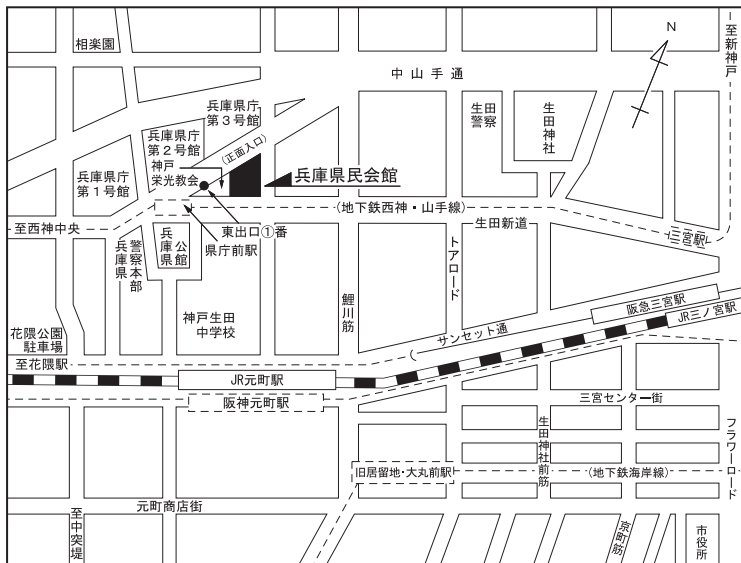 相楽園
中山手通
N
至新神戸
兵庫県庁
第3号館
兵庫県庁
第2号館
神戸
栄光教会
(正面入口)
兵庫県民会館
生田
警察
生田神社
兵庫県庁
第1号館
至西神中央
(地下鉄西神・山手線)
生田新道
三宮駅
東出口①番
県庁前駅
兵庫県
警察本部
兵庫
公館
神戸生田
中学校
鯉川筋
トアロード
花隈公園
駐車場
至花隈駅
サンセット通
阪急三宮駅
JR三ノ宮駅
JR元町駅
阪神元町駅
三宮センター街
フラワーロード
生田神社前筋
旧居留地・大丸前駅
(地下鉄海岸線)
元町商店街
至中突堤
京町筋
市役所